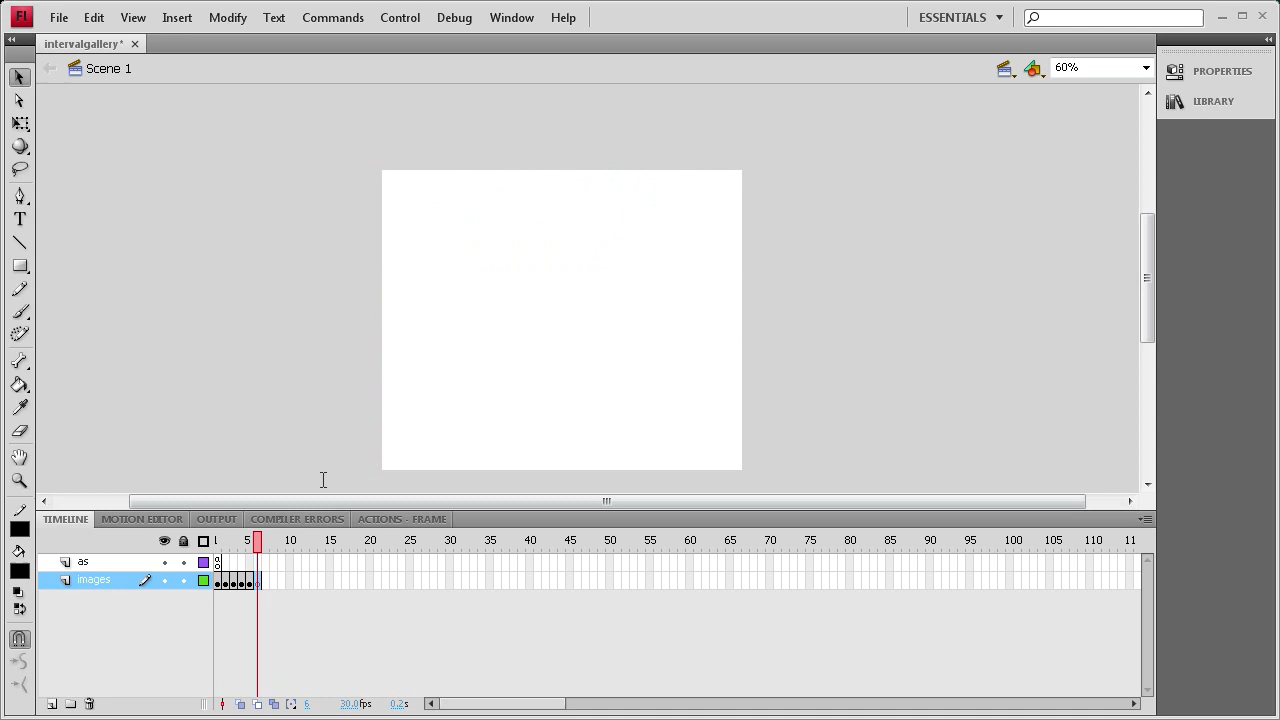 Fl File Edit View Insert Modify Text Commands Control Debug Window Help ESSENTIALS
intervalgallery*
Scene 1 60%
PROPERTIES
LIBRARY
T
TIMELINE MOTION EDITOR OUTPUT COMPILER ERRORS ACTIONS - FRAME
5 10 15 20 25 30 35 40 45 50 55 60 65 70 75 80 85 90 95 100 105 110 11
as
images
6 30.0fps 0.2s